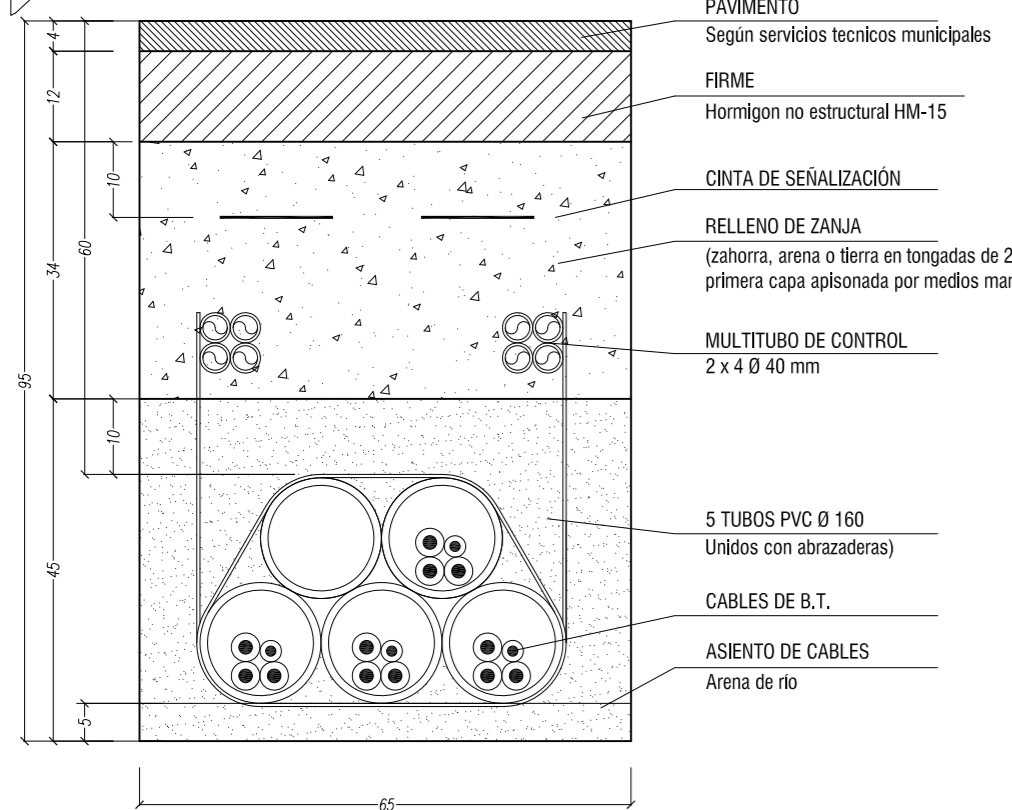 PAVIMENTO
Según servicios tecnicos municipales
FIRME
Hormigon no estructural HM-15
CINTA DE SEÑALIZACIÓN
RELLENO DE ZANJA
(zahorra, arena o tierra en tongadas de 2
primera capa apisonada por medios
MULTITUBO DE CONTROL
2 x 4 Ø 40 mm
5 TUBOS PVC Ø 160
Unidos con abrazaderas)
CABLES DE B.T.
ASIENTO DE CABLES
Arena de río
4
12
10
60
34
95
10
45
5
65